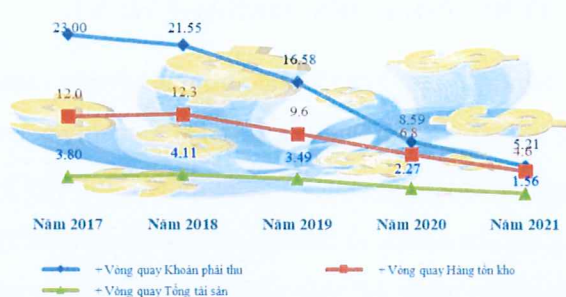 23.00 21.55
16.58
12.0 12.3
9.6 8.59
6.8 5.21
3.80 4.11 3.49 4.6
2.27 1.56
Năm 2017 Năm 2018 Năm 2019 Năm 2020 Năm 2021
+ Vòng quay Khoản phải thu + Vòng quay Hàng tồn kho
+ Vòng quay Tổng tài sản